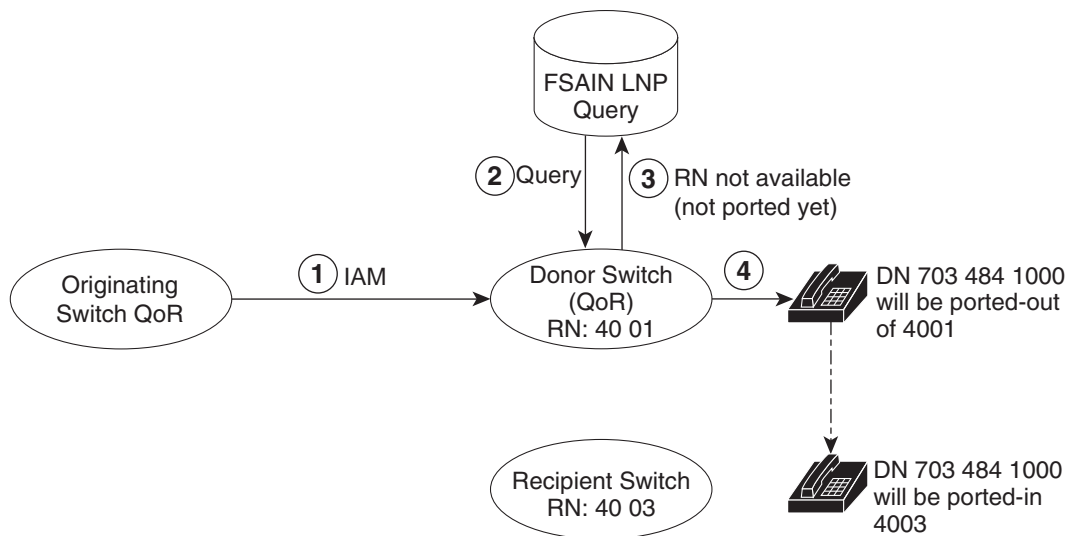 FSAIN LNP
Query
2 Query
3 RN not available
(not ported yet)
Originating
Switch QoR
1 IAM
Donor Switch
(QoR)
RN: 40 01
4
DN 703 484 1000
will be ported-out
of 4001
Recipient Switch
RN: 40 03
DN 703 484 1000
will be ported-in
4003